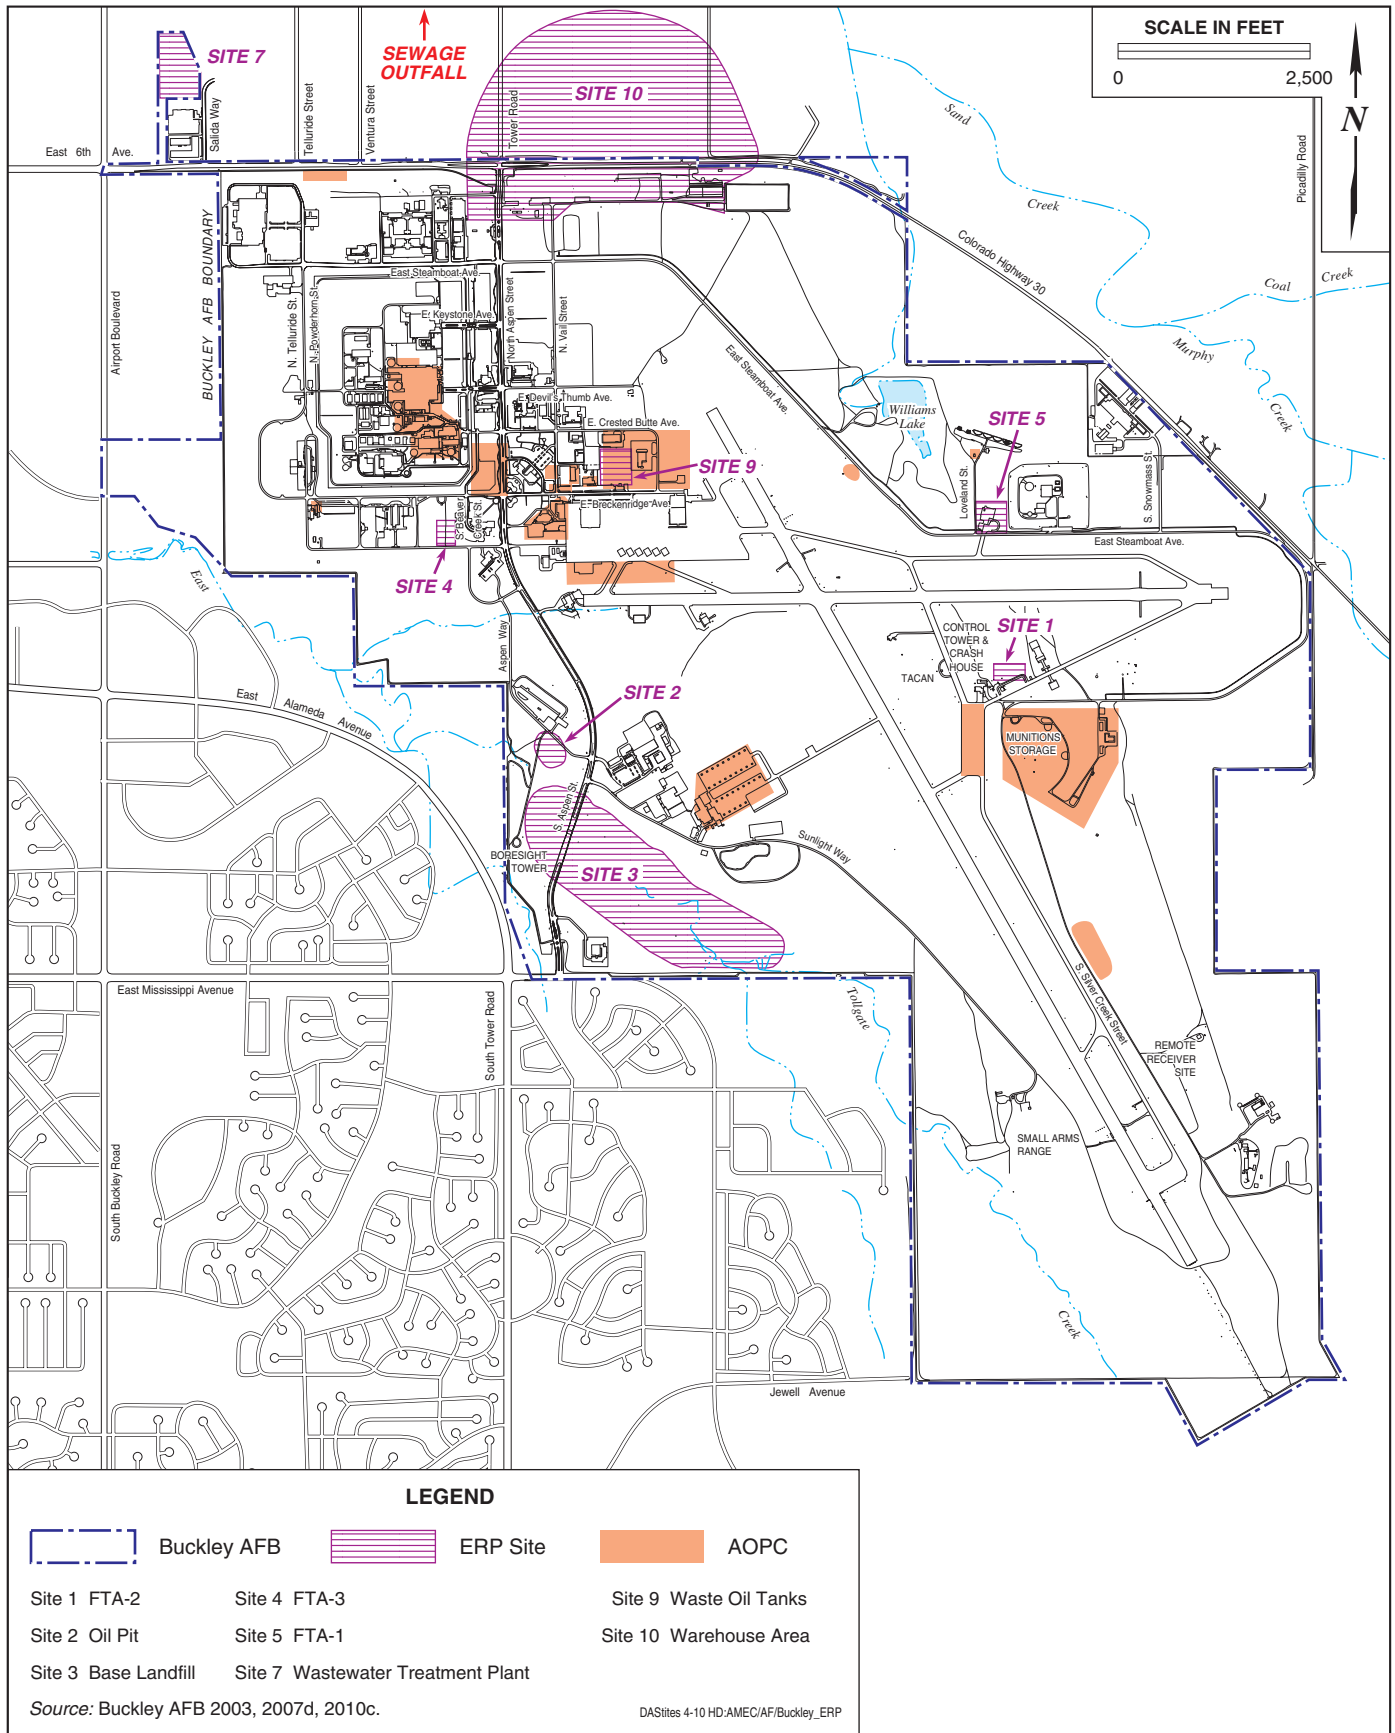 SCALE IN FEET
0 2,500
N
SITE 7
SEWAGE
OUTFALL
SITE 10
Salida Way
Telluride Street
Ventura Street
Tower Road
East 6th Ave.
Sand
Creek
Picadilly Road
Colorado Highway 30
Coal Creek
Murphy
Creek
Airport Boulevard
BUCKLEY AFB BOUNDARY
East Steamboat Ave.
E. Keystone Ave.
N. Telluride St.
N. Powderhorn St.
North Aspen Street
N. Vail Street
East Steamboat Ave.
E. Devil's Thumb Ave.
E. Crested Butte Ave.
Williams
Lake
SITE 5
SITE 9
Loveland St.
S. Snowmass St.
E. Breckenridge Ave.
S. Beaver
Creek St.
East Steamboat Ave.
SITE 4
East
Aspen Way
CONTROL
TOWER &
CRASH
HOUSE
SITE 1
TACAN
SITE 2
East Alameda Avenue
MUNITIONS
STORAGE
S. Aspen St.
Sunlight Way
BORESIGHT
TOWER
SITE 3
East Mississippi Avenue
South Tower Road
Tollgate
S. Silver Creek Street
REMOTE
RECEIVER
SITE
SMALL ARMS
RANGE
South Buckley Road
Creek
Jewell Avenue
LEGEND
Buckley AFB ERP Site AOPC
Site 1 FTA-2 Site 4 FTA-3 Site 9 Waste Oil Tanks
Site 2 Oil Pit Site 5 FTA-1 Site 10 Warehouse Area
Site 3 Base Landfill Site 7 Wastewater Treatment Plant
Source: Buckley AFB 2003, 2007d, 2010c.
DAStites 4-10 HD:AMEC/AF/Buckley_ERP